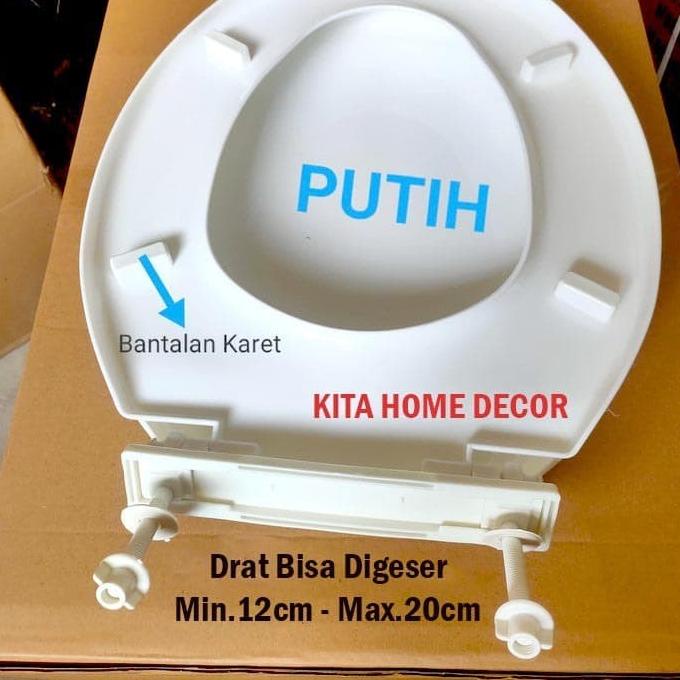 PUTIH
Bantalan Karet
KITA HOME DECOR
Drat Bisa Digeser
Min.12cm - Max.20cm